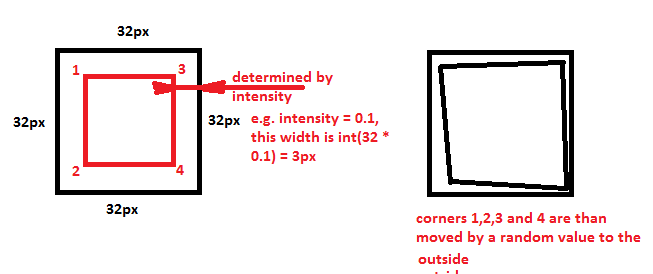 32px
1
3
determined by
intensity
32px
32px
e.g. intensity = 0.1,
this width is int(32 *
0.1) = 3px
2
4
32px
corners 1,2,3 and 4 are than
moved by a random value to the
outside